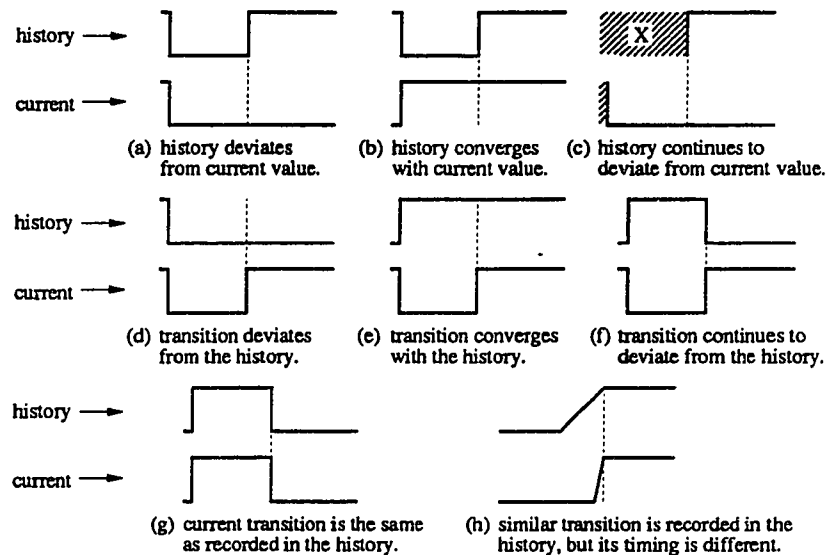 history
X
current
(a) history deviates from current value.
(b) history converges with current value.
(c) history continues to deviate from current value.
history
current
(d) transition deviates from the history.
(e) transition converges with the history.
(f) transition continues to deviate from the history.
history
current
(g) current transition is the same as recorded in the history.
(h) similar transition is recorded in the history, but its timing is different.